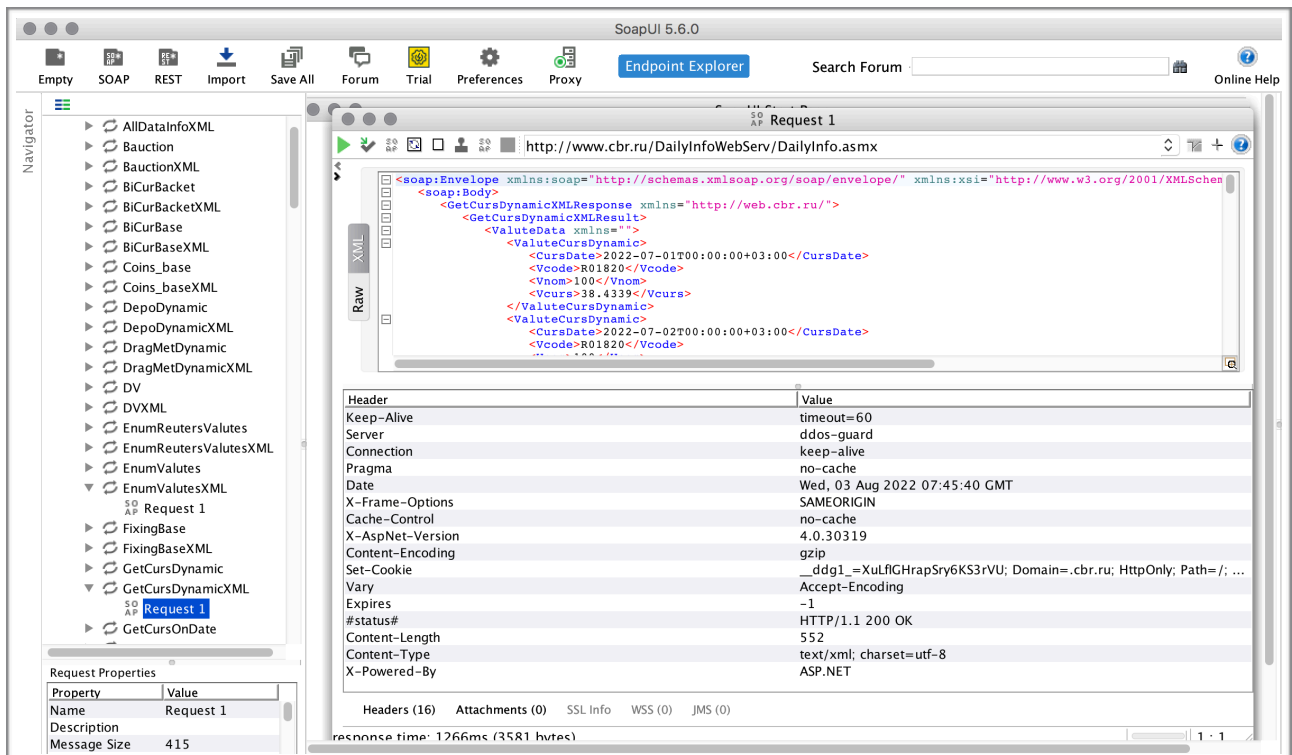 SoapUI 5.6.0
Empty SOAP REST Import Save All Forum Trial Preferences Proxy Endpoint Explorer Search Forum Online Help
Navigator
AllDataInfoXML
Bauction
BauctionXML
BiCurBacket
BiCurBacketXML
BiCurBase
BiCurBaseXML
Coins_base
Coins_baseXML
DepoDynamic
DepoDynamicXML
DragMetDynamic
DragMetDynamicXML
DV
DVXML
EnumReutersValutes
EnumReutersValutesXML
EnumValutes
EnumValutesXML
SOAP Request 1
FixingBase
FixingBaseXML
GetCursDynamic
GetCursDynamicXML
SOAP Request 1
GetCursOnDate
Request Properties
Property Value
Name Request 1
Description
Message Size 415
SOAP Request 1
http://www.cbr.ru/DailyInfoWebServ/DailyInfo.asmx
XML
Raw
<soap:Envelope xmlns:soap="http://schemas.xmlsoap.org/soap/envelope/" xmlns:xsi="http://www.w3.org/2001/XMLSchem
<soap:Body>
<GetCursDynamicXMLResponse xmlns="http://web.cbr.ru/">
<GetCursDynamicXMLResult>
<ValuteData xmlns="">
<ValuteCursDynamic>
<CursDate>2022-07-01T00:00:00+03:00</CursDate>
<Vcode>R01820</Vcode>
<Vnom>100</Vnom>
<Vcurs>38.4339</Vcurs>
</ValuteCursDynamic>
<ValuteCursDynamic>
<CursDate>2022-07-02T00:00:00+03:00</CursDate>
<Vcode>R01820</Vcode>
Header Value
Keep-Alive timeout=60
Server ddos-guard
Connection keep-alive
Pragma no-cache
Date Wed, 03 Aug 2022 07:45:40 GMT
X-Frame-Options SAMEORIGIN
Cache-Control no-cache
X-AspNet-Version 4.0.30319
Content-Encoding gzip
Set-Cookie __ddg1_=XuLflGHrapSry6KS3rVU; Domain=.cbr.ru; HttpOnly; Path=/; ...
Vary Accept-Encoding
Expires -1
#status# HTTP/1.1 200 OK
Content-Length 552
Content-Type text/xml; charset=utf-8
X-Powered-By ASP.NET
Headers (16) Attachments (0) SSL Info WSS (0) JMS (0)
response time: 1266ms (3581 bytes) 1 : 1